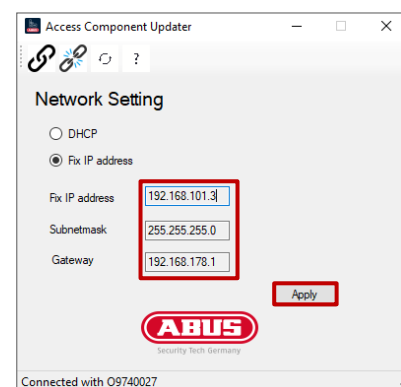 Access Component Updater
?
Network Setting
DHCP
Fix IP address
Fix IP address 192.168.101.3
Subnetmask 255.255.255.0
Gateway 192.168.178.1
Apply
ABUS
Security Tech Germany
Connected with O9740027